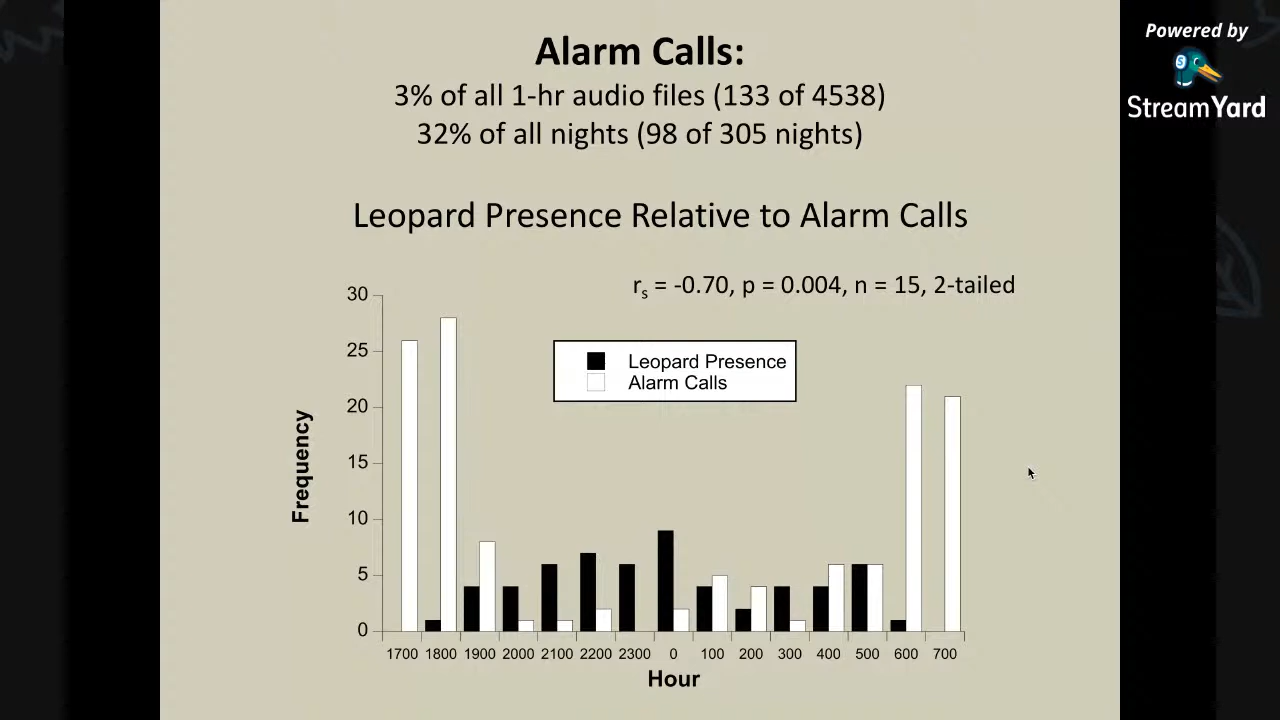 Alarm Calls:
3% of all 1-hr audio files (133 of 4538)
32% of all nights (98 of 305 nights)
Leopard Presence Relative to Alarm Calls
rs = -0.70, p = 0.004, n = 15, 2-tailed
Leopard Presence
Alarm Calls
30
25
20
15
10
5
0
Frequency
1700 1800 1900 2000 2100 2200 2300 0 100 200 300 400 500 600 700
Hour
Powered by
StreamYard